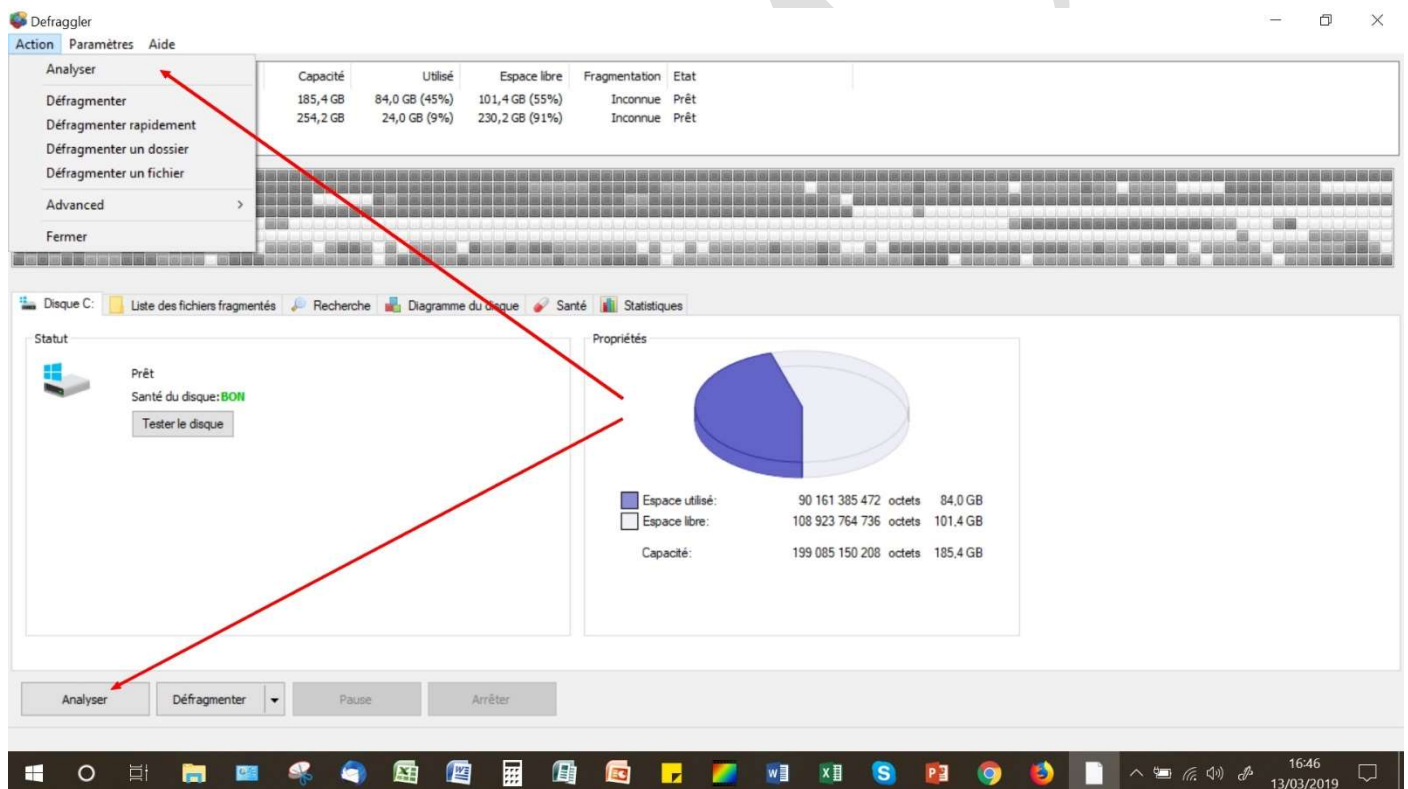 Defraggler
Action Paramètres Aide
Analyser
Défragmenter
Défragmenter rapidement
Défragmenter un dossier
Défragmenter un fichier
Advanced >
Fermer
Capacité Utilisé Espace libre Fragmentation Etat
185,4 GB 84,0 GB (45%) 101,4 GB (55%) Inconnue Prêt
254,2 GB 24,0 GB (9%) 230,2 GB (91%) Inconnue Prêt
Disque C: Liste des fichiers fragmentés Recherche Diagramme du disque Santé Statistiques
Statut
Prêt
Santé du disque: BON
Tester le disque
Propriétés
Espace utilisé: 90 161 385 472 octets 84,0 GB
Espace libre: 108 923 764 736 octets 101,4 GB
Capacité: 199 085 150 208 octets 185,4 GB
Analyser Défragmenter Pause Arrêter
16:46
13/03/2019